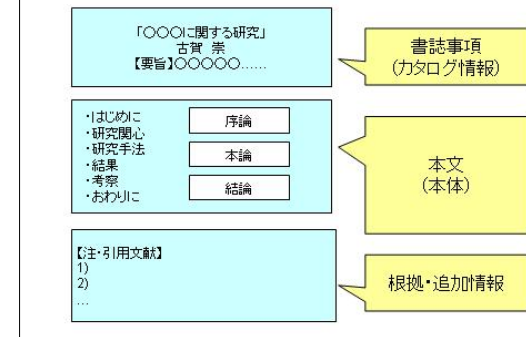 「○○○に関する研究」
古賀 崇
【要旨】○○○○○……
書誌事項
(カタログ情報)
・はじめに
・研究関心
・研究手法
・結果
・考察
・おわりに
序論
本論
結論
本文
(本体)
【注・引用文献】
1)
2)
…
根拠・追加情報